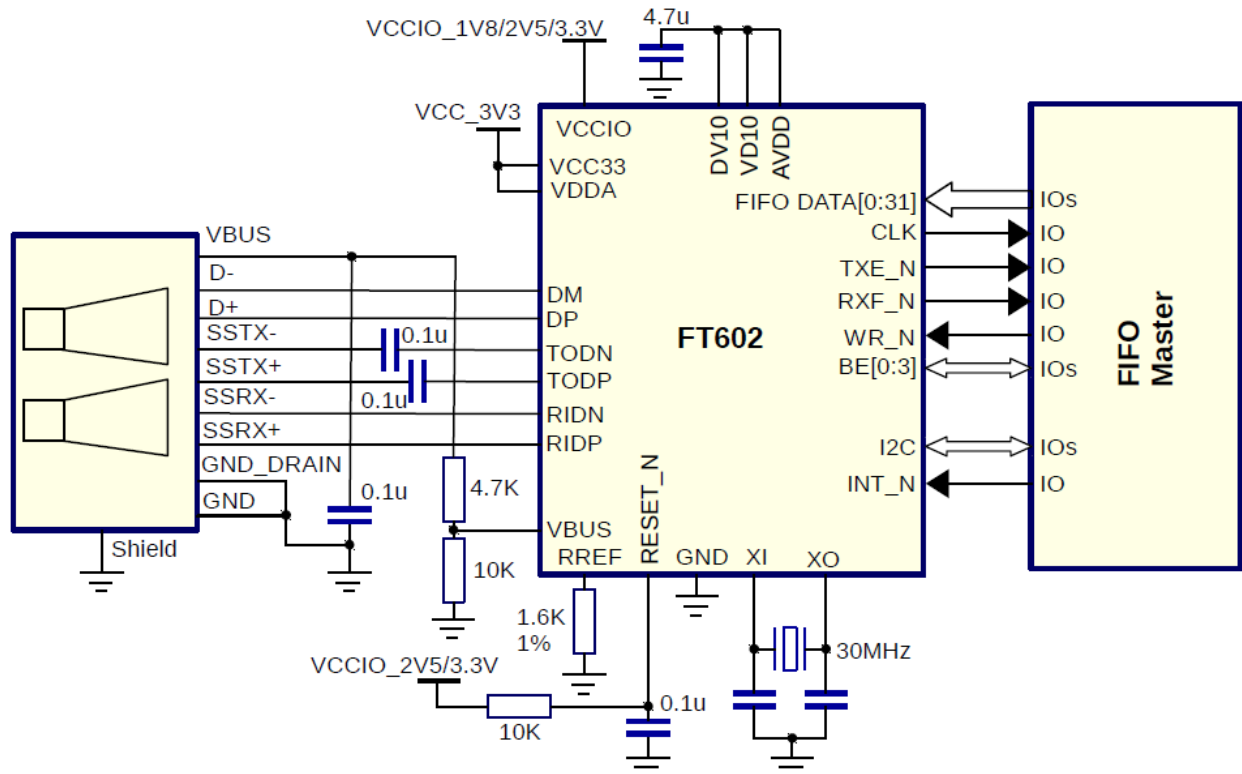 4.7u
VCCIO_1V8/2V5/3.3V
VCC_3V3
VCCIO
VCC33
VDDA
DV10
VD10
AVDD
FIFO DATA[0:31]
IOs
CLK
IO
TXE_N
IO
RXF_N
IO
WR_N
IO
BE[0:3]
IOs
I2C
IOs
INT_N
IO
FT602
FIFO
Master
VBUS
D-
D+
SSTX-
SSTX+
SSRX-
SSRX+
GND_DRAIN
GND
Shield
0.1u
0.1u
0.1u
DM
DP
TODN
TODP
RIDN
RIDP
4.7K
VBUS
10K
RREF
RESET_N
GND
XI
XO
1.6K
1%
30MHz
VCCIO_2V5/3.3V
10K
0.1u